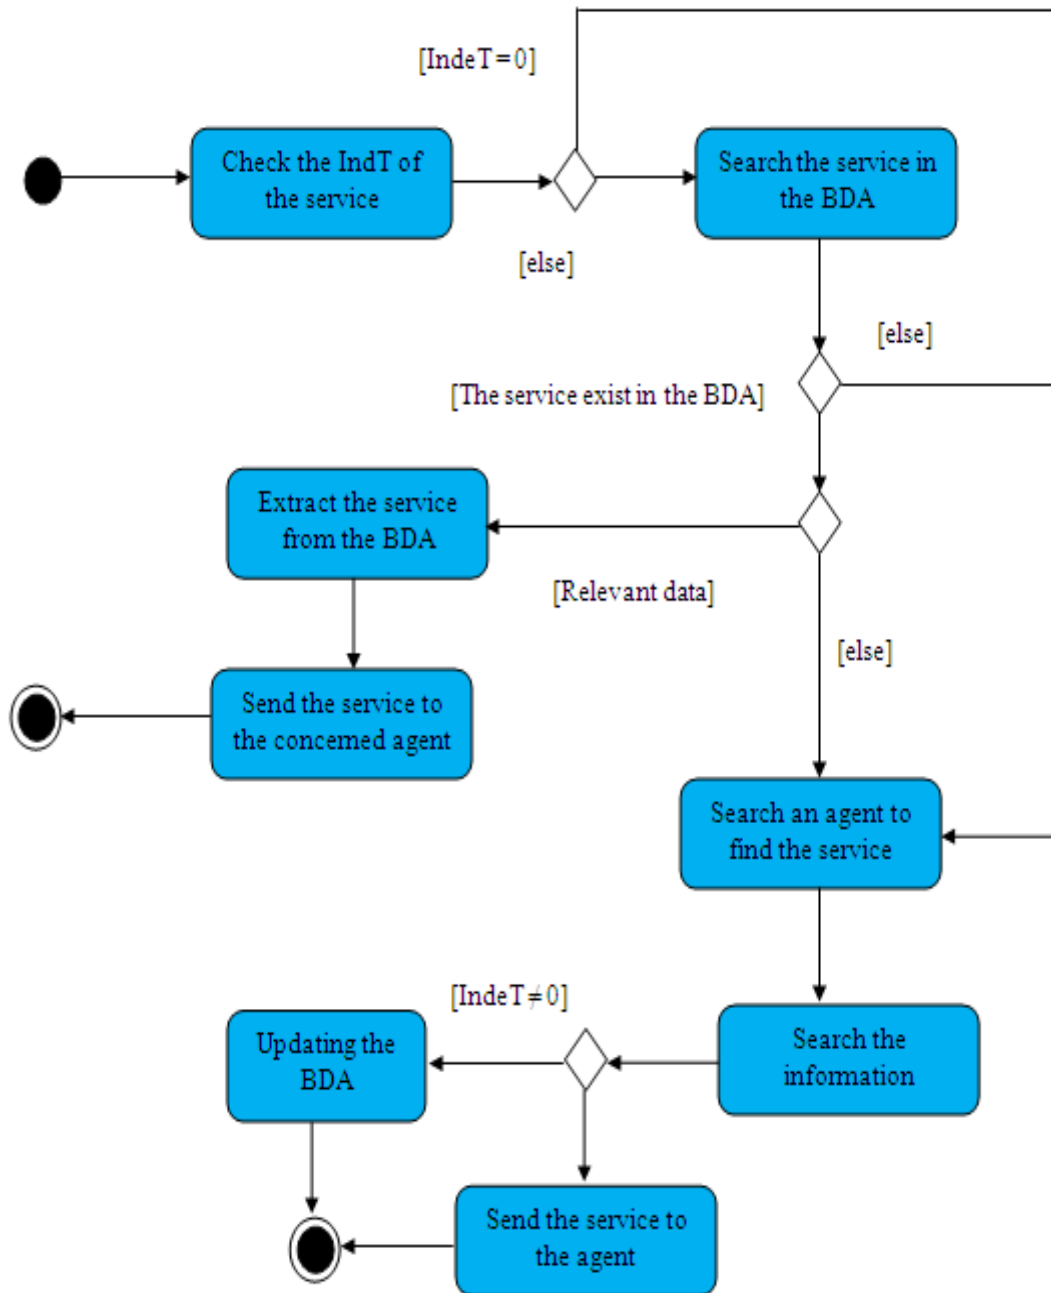 [IndeT=0]
Check the IndT of
the service
Search the service in
the BDA
[else]
[else]
[The service exist in the BDA]
Extract the service
from the BDA
[Relevant data]
[else]
Send the service to
the concerned agent
Search an agent to
find the service
[IndeT≠0]
Updating the
BDA
Search the
information
Send the service to
the agent